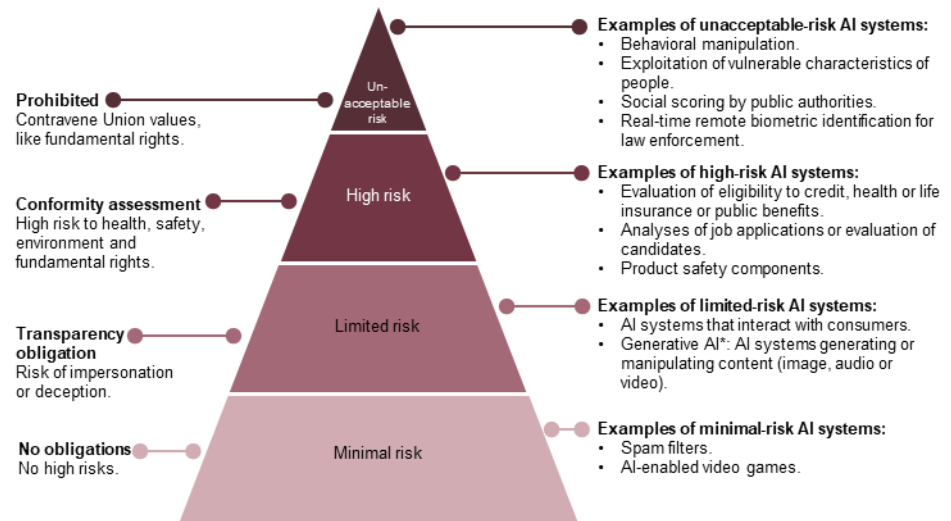 Examples of unacceptable-risk AI systems:
• Behavioral manipulation.
• Exploitation of vulnerable characteristics of
people.
• Social scoring by public authorities.
• Real-time remote biometric identification for
law enforcement.
Un-
acceptable
risk
Prohibited
Contravene Union values,
like fundamental rights.
Examples of high-risk AI systems:
• Evaluation of eligibility to credit, health or life
insurance or public benefits.
• Analyses of job applications or evaluation of
candidates.
• Product safety components.
High risk
Conformity assessment
High risk to health, safety,
environment and
fundamental rights.
Examples of limited-risk AI systems:
• AI systems that interact with consumers.
• Generative AI*: AI systems generating or
manipulating content (image, audio or
video).
Limited risk
Transparency
obligation
Risk of impersonation
or deception.
Examples of minimal-risk AI systems:
• Spam filters.
• AI-enabled video games.
Minimal risk
No obligations
No high risks.